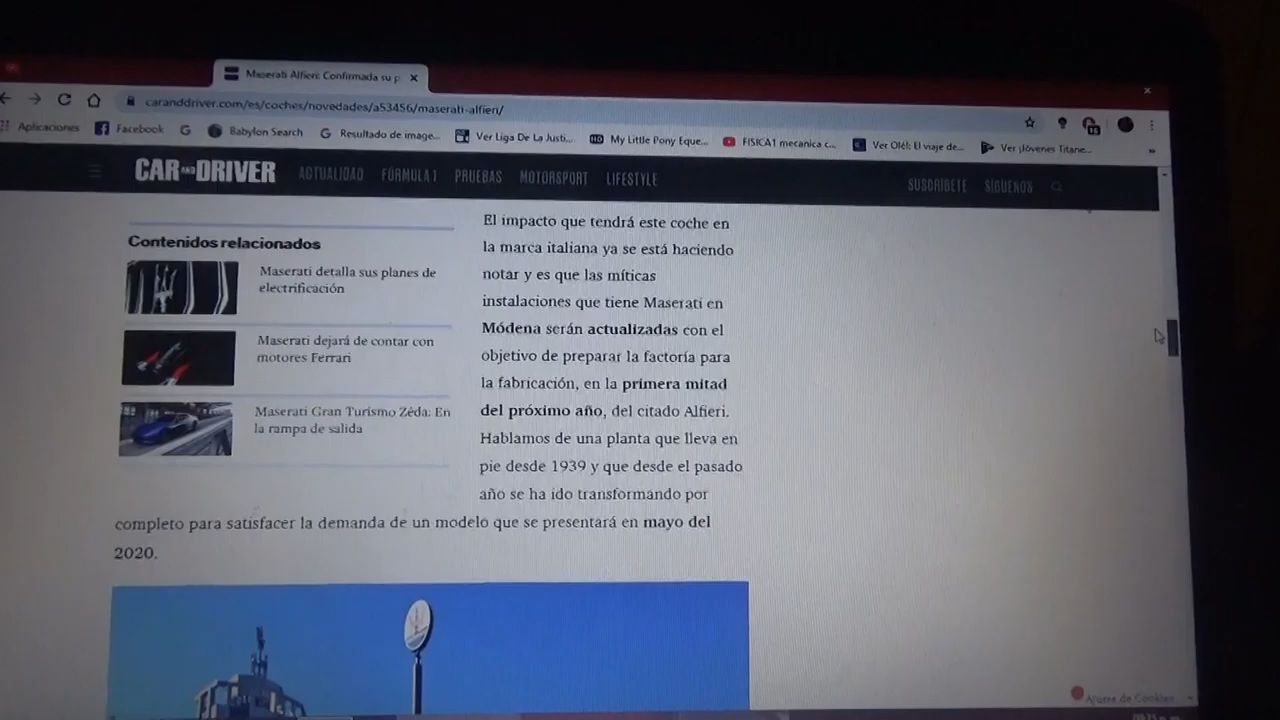 Maserati Alfieri: Confirmada su p
caranddriver.com/es/coches/novedades/a53456/maserati-alfieri/
Aplicaciones
Facebook
Babylon Search
Resultado de image...
Ver Liga De La Justi...
My Little Pony Eque...
FISICA1 mecanica c...
Ver Olé!: El viaje de...
Ver ¡Jóvenes Titane...
CAR AND DRIVER
ACTUALIDAD
FÓRMULA 1
PRUEBAS
MOTORSPORT
LIFESTYLE
SUSCRÍBETE
SÍGUENOS
Contenidos relacionados
Maserati detalla sus planes de
electrificación
Maserati dejará de contar con
motores Ferrari
Maserati Gran Turismo Zéda: En
la rampa de salida
El impacto que tendrá este coche en
la marca italiana ya se está haciendo
notar y es que las míticas
instalaciones que tiene Maserati en
Módena serán actualizadas con el
objetivo de preparar la factoría para
la fabricación, en la primera mitad
del próximo año, del citado Alfieri.
Hablamos de una planta que lleva en
pie desde 1939 y que desde el pasado
año se ha ido transformando por
completo para satisfacer la demanda de un modelo que se presentará en mayo del
2020.
Ajuste de Cookies